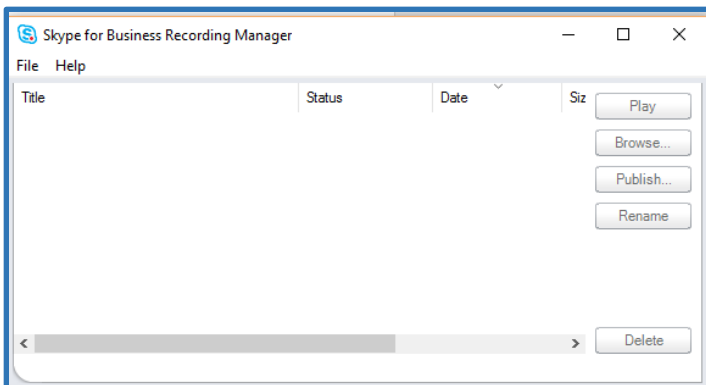 Skype for Business Recording Manager
File Help
Title Status Date Siz
Play
Browse...
Publish...
Rename
Delete